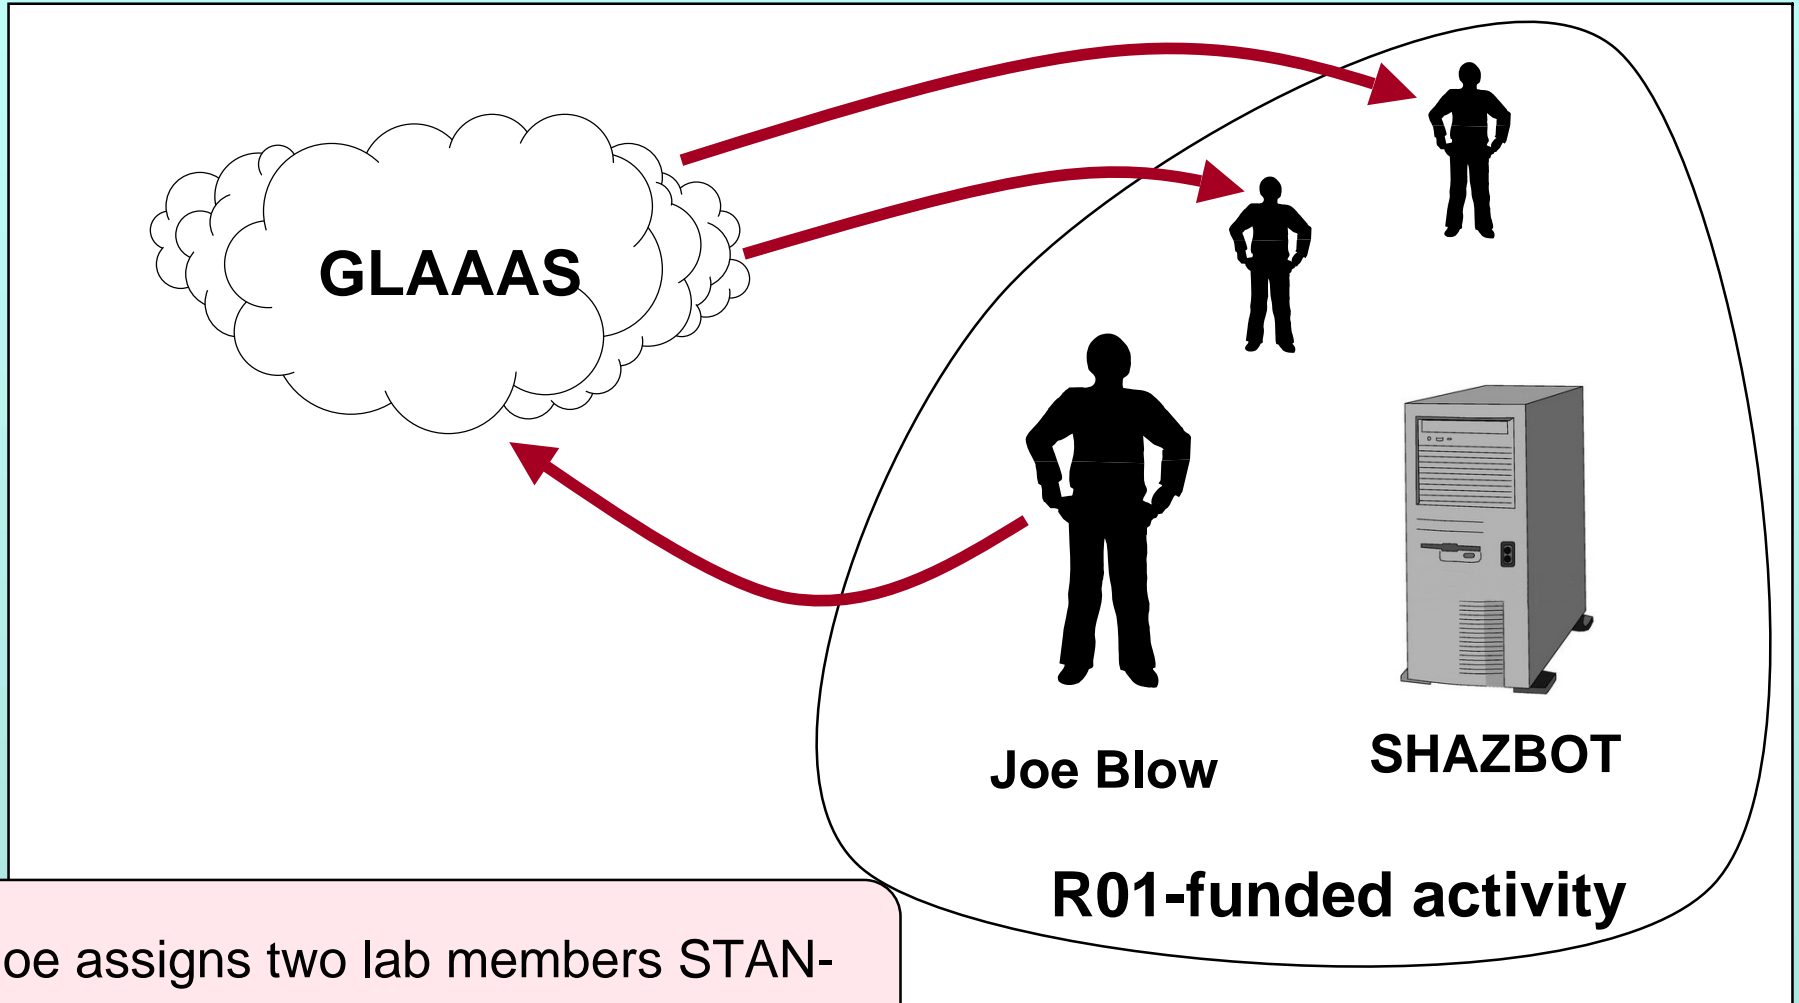 GLAAAS
Joe Blow
SHAZBOT
R01-funded activity
oe assigns two lab members STAN-